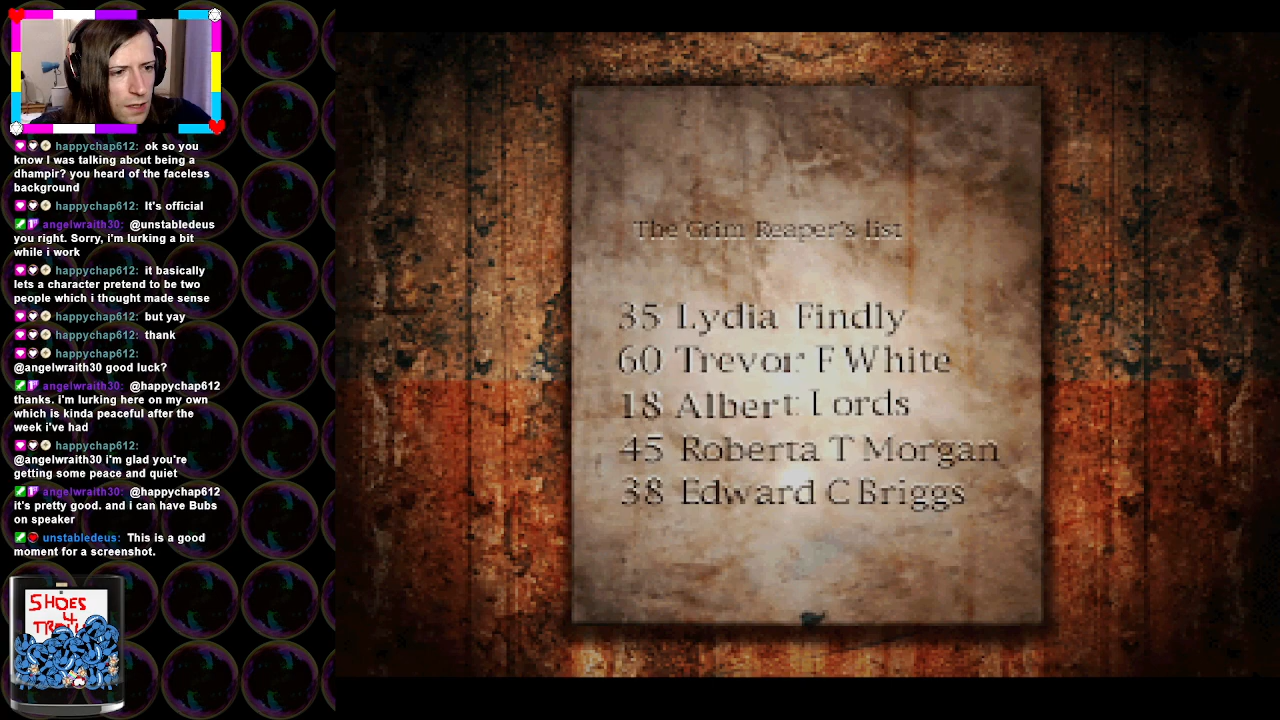 happychap612: ok so you
know I was talking about being a
dhampir? you heard of the faceless
background
happychap612: It's official
angelwraith30: @unstabledeus
you right. Sorry, i'm lurking a bit
while i work
happychap612: it basically
lets a character pretend to be two
people which i thought made sense
happychap612: but yay
happychap612: thank
happychap612:
@angelwraith30 good luck?
angelwraith30: @happychap612
thanks. i'm lurking here on my own
which is kinda peaceful after the
week i've had
happychap612:
@angelwraith30 i'm glad you're
getting some peace and quiet
angelwraith30: @happychap612
it's pretty good. and i can have Bubs
on speaker
unstabledeus: This is a good
moment for a screenshot.
SHOES
4
The Grim Reaper's list
35 Lydia Findly
60 Trevor F White
18 Albert Lords
45 Roberta T Morgan
38 Edward C Briggs